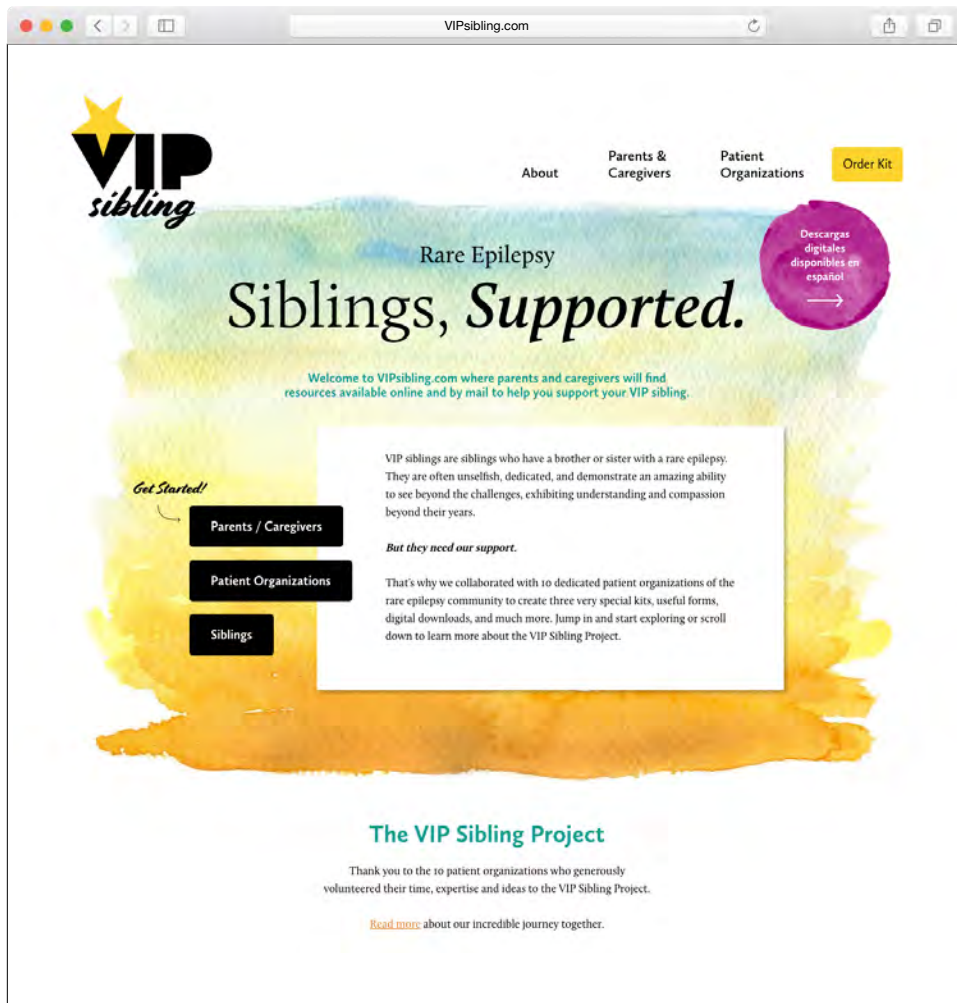 VIPsibling.com
VIP
sibling
About
Parents &
Caregivers
Patient
Organizations
Order Kit
Descargas
digitales
disponibles en
español
Rare Epilepsy
Siblings, Supported.
Welcome to VIPsibling.com where parents and caregivers will find
resources available online and by mail to help you support your VIP sibling.
Get Started!
Parents / Caregivers
Patient Organizations
Siblings
VIP siblings are siblings who have a brother or sister with a rare epilepsy.
They are often unselfish, dedicated, and demonstrate an amazing ability
to see beyond the challenges, exhibiting understanding and compassion
beyond their years.
But they need our support.
That's why we collaborated with 10 dedicated patient organizations of the
rare epilepsy community to create three very special kits, useful forms,
digital downloads, and much more. Jump in and start exploring or scroll
down to learn more about the VIP Sibling Project.
The VIP Sibling Project
Thank you to the 10 patient organizations who generously
volunteered their time, expertise and ideas to the VIP Sibling Project.
Read more about our incredible journey together.